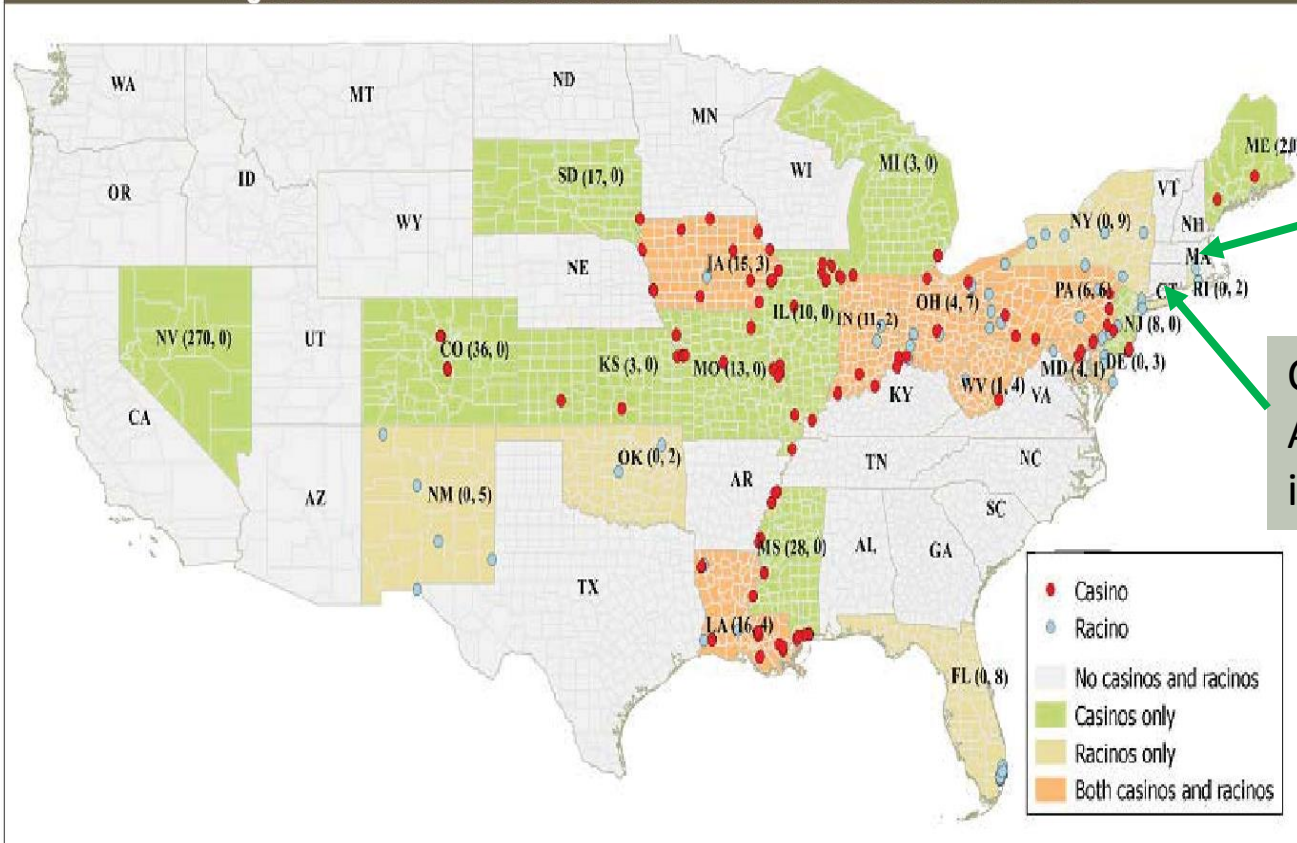 WA
MT
ND
MN
OR
ID
SD (17, 0)
WI
MI (3, 0)
ME (2,0
VT
NH
WY
NY (0, 9)
MA
NE
IA (15, 3)
CT
RI (0, 2)
NV (270, 0)
UT
CO (36, 0)
KS (3, 0)
MO (13, 0)
IL (10, 0)
IN (11, 2)
OH (4, 7)
PA (6, 6)
NJ (8, 0)
MD (4, 1)
DE (0, 3)
WV (1, 4)
VA
KY
CA
AZ
NM (0, 5)
OK (0, 2)
AR
TN
NC
SC
MS (28, 0)
AL
GA
TX
LA (16, 4)
FL (0, 8)
C
A
i
Casino
Racino
No casinos and racinos
Casinos only
Racinos only
Both casinos and racinos